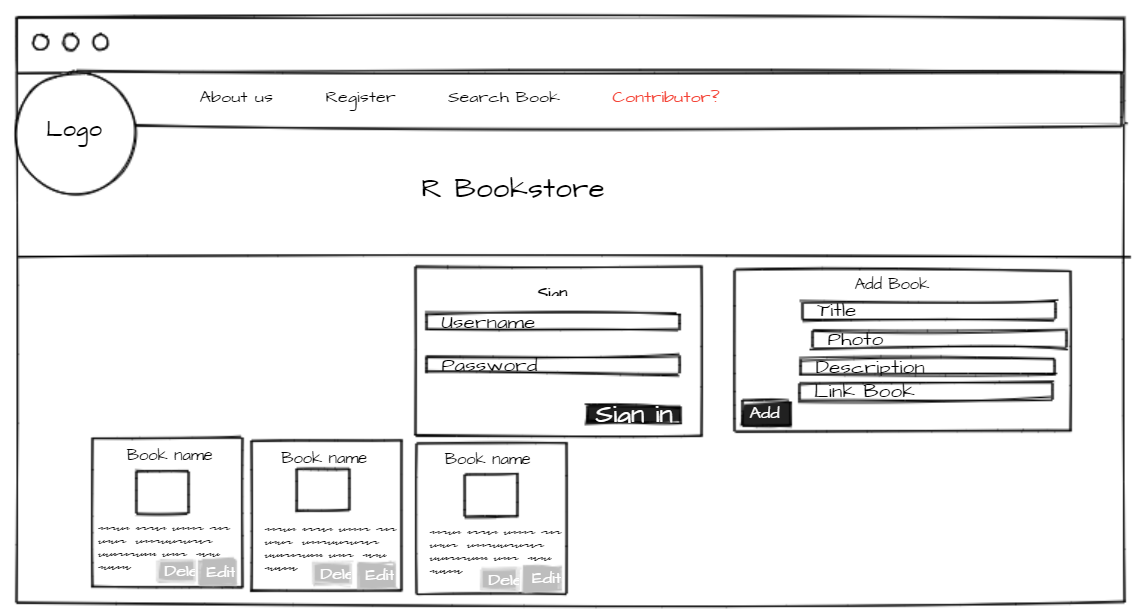 About us Register Search Book Contributor?
Logo
R Bookstore
Sign
Username
Password
Sign in
Add Book
Title
Photo
Description
Link Book
Add
Book name
Dele Edit
Book name
Dele Edit
Book name
Dele Edit